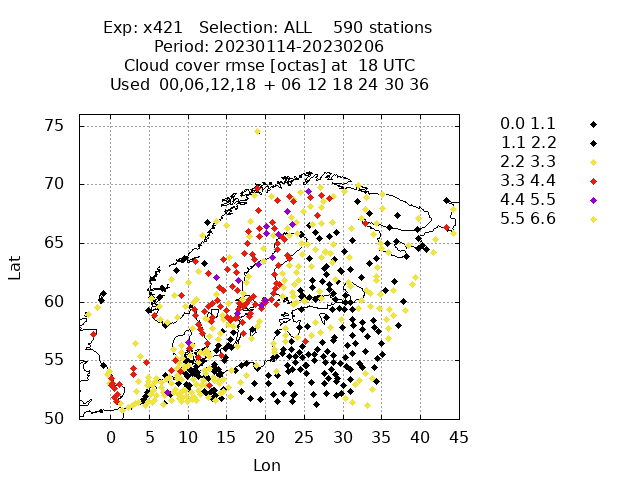 Exp: x421   Selection: ALL    590 stations
Period: 20230114-20230206
Cloud cover rmse [octas] at  18 UTC
Used  00,06,12,18  + 06 12 18 24 30 36
75
70
65
60
55
50
Lat
0 5 10 15 20 25 30 35 40 45
Lon
0.0 1.1
1.1 2.2
2.2 3.3
3.3 4.4
4.4 5.5
5.5 6.6